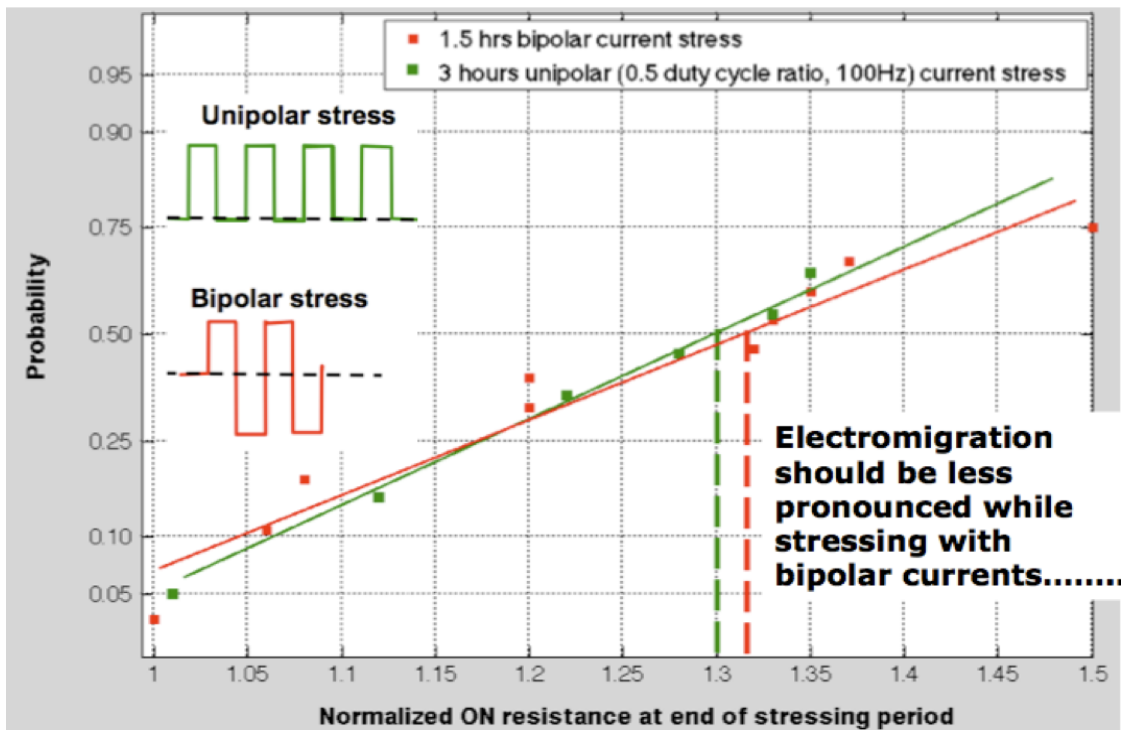 1.5 hrs bipolar current stress
3 hours unipolar (0.5 duty cycle ratio, 100Hz) current stress
Unipolar stress
Bipolar stress
Probability
0.95
0.90
0.75
0.50
0.25
0.10
0.05
Electromigration
should be less
pronounced while
stressing with
bipolar currents........
1 1.05 1.1 1.15 1.2 1.25 1.3 1.35 1.4 1.45 1.5
Normalized ON resistance at end of stressing period